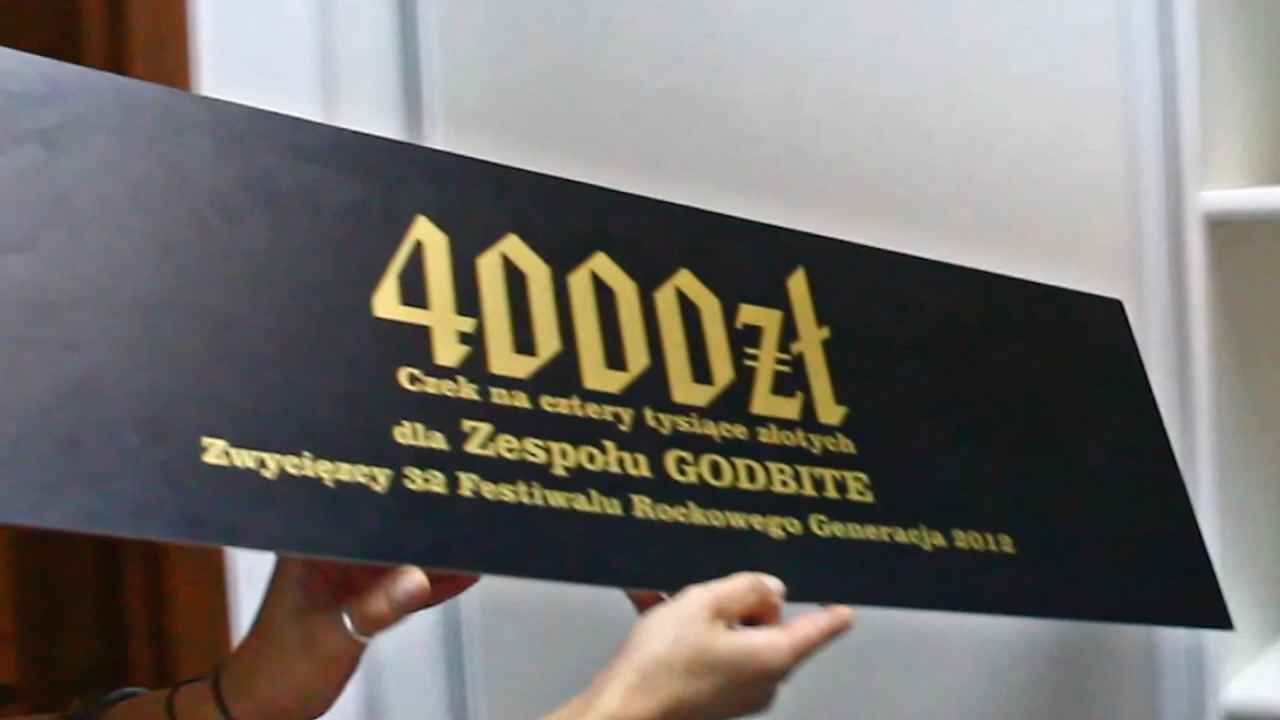 4000zł
Czek na cztery tysiące złotych
dla Zespołu GODBITE
Zwycięzcy 32 Festiwalu Rockowego Generacja 2012